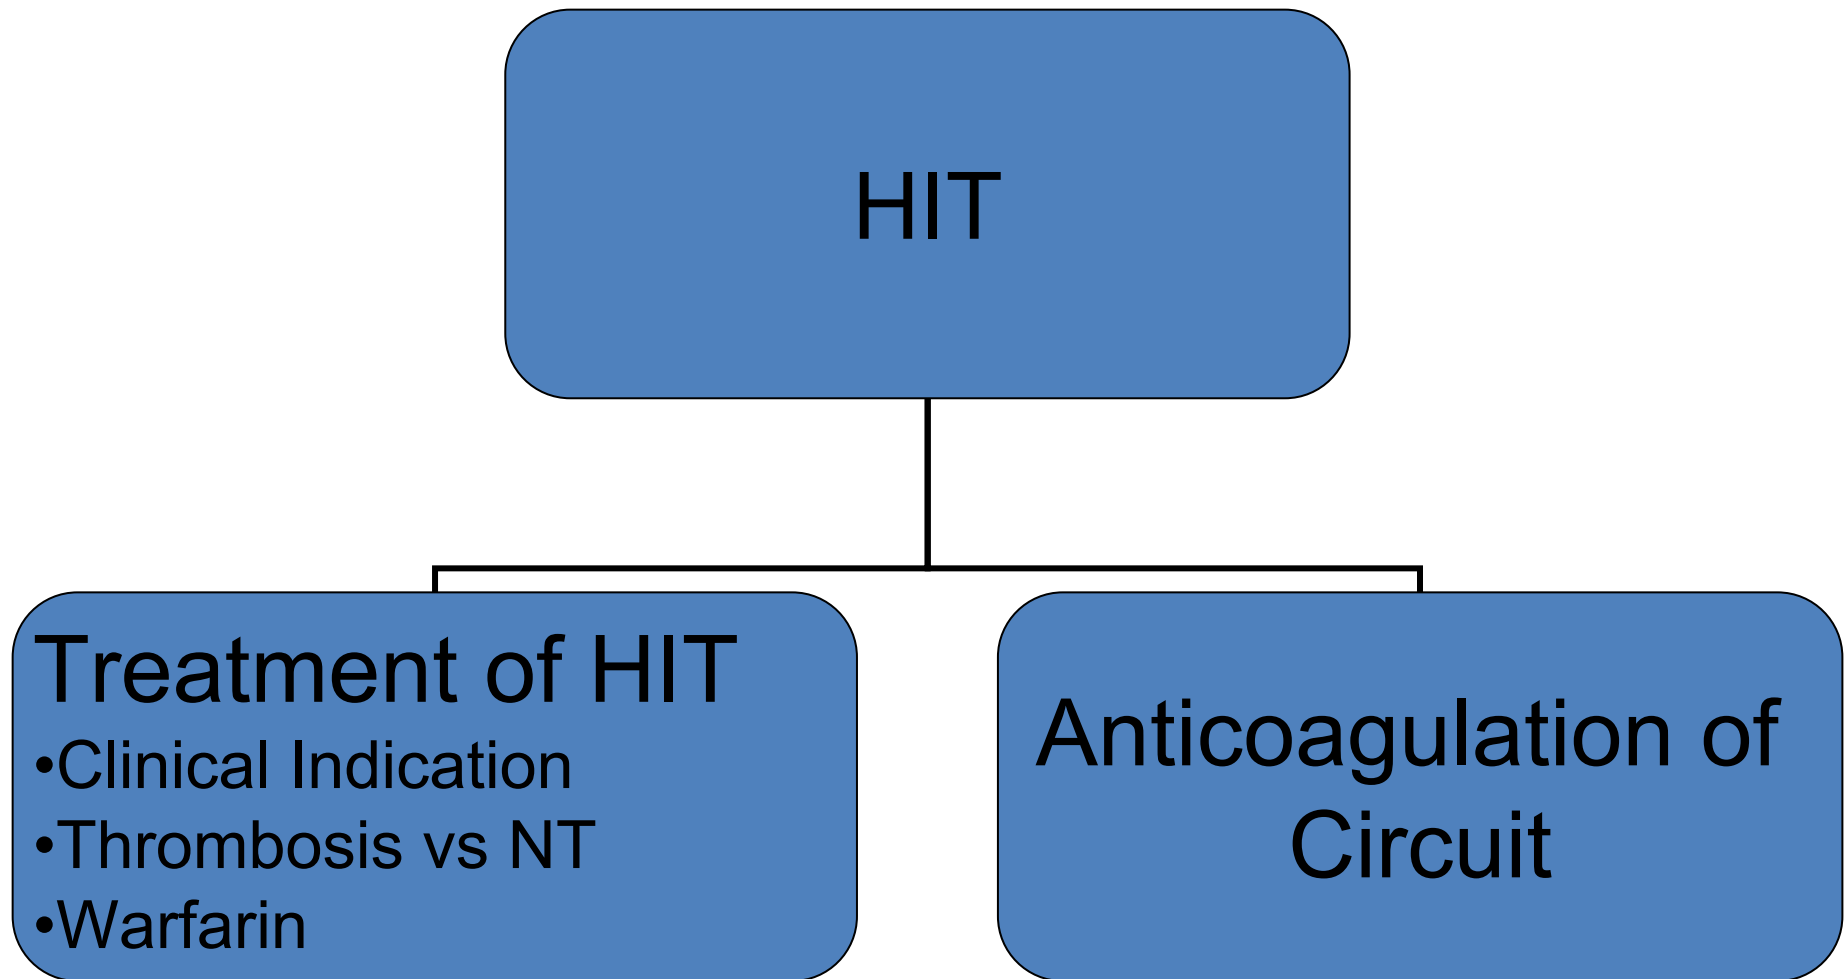 HIT
Treatment of HIT
•Clinical Indication
•Thrombosis vs NT
•Warfarin
Anticoagulation of
Circuit